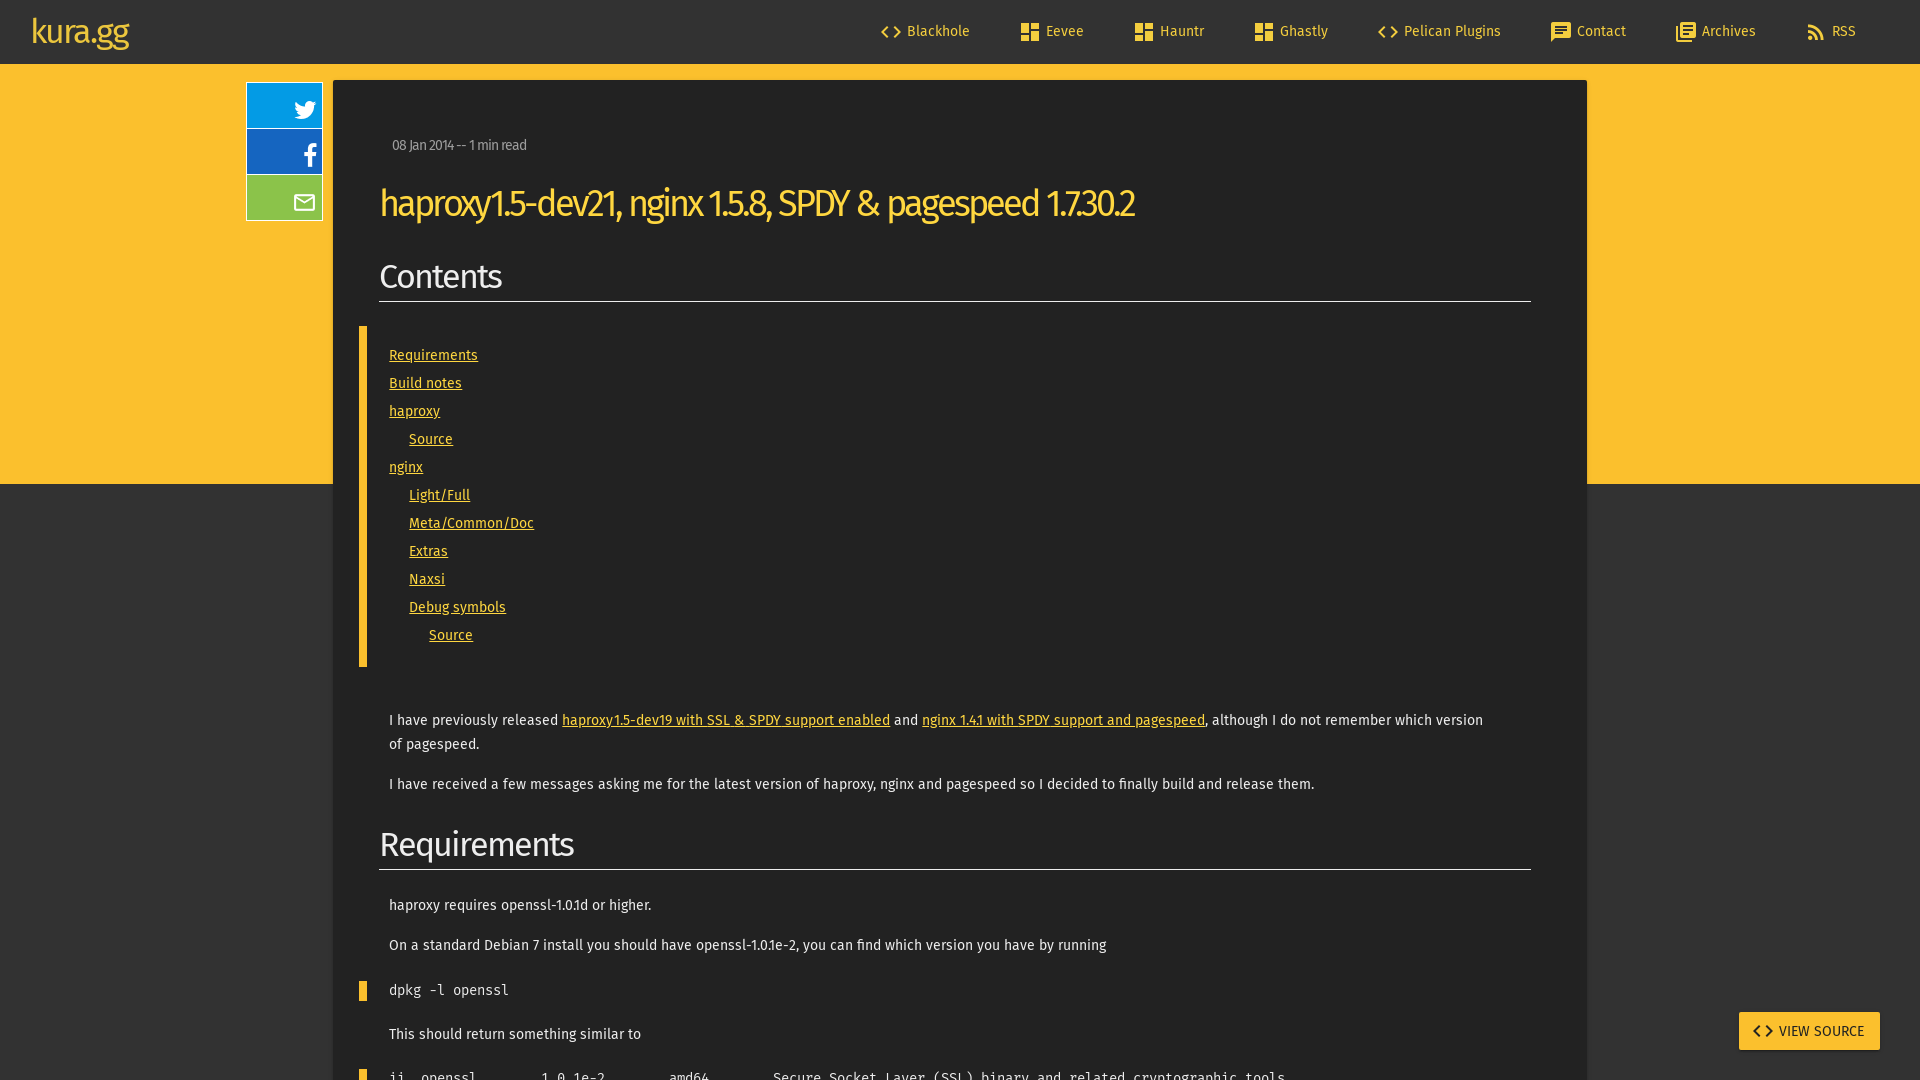 kura.gg
Blackhole
Eevee
Hauntr
Ghastly
Pelican Plugins
Contact
Archives
RSS
08 Jan 2014 -- 1 min read
haproxy1.5-dev21, nginx 1.5.8, SPDY & pagespeed 1.7.30.2
Contents
Requirements
Build notes
haproxy
Source
nginx
Light/Full
Meta/Common/Doc
Extras
Naxsi
Debug symbols
Source
I have previously released haproxy1.5-dev19 with SSL & SPDY support enabled and nginx 1.4.1 with SPDY support and pagespeed, although I do not remember which version
of pagespeed.
I have received a few messages asking me for the latest version of haproxy, nginx and pagespeed so I decided to finally build and release them.
Requirements
haproxy requires openssl-1.0.1d or higher.
On a standard Debian 7 install you should have openssl-1.0.1e-2, you can find which version you have by running
dpkg -l openssl
This should return something similar to
ii  openssl        1.0.1e-2        amd64        Secure Socket Layer (SSL) binary and related cryptographic tools
VIEW SOURCE